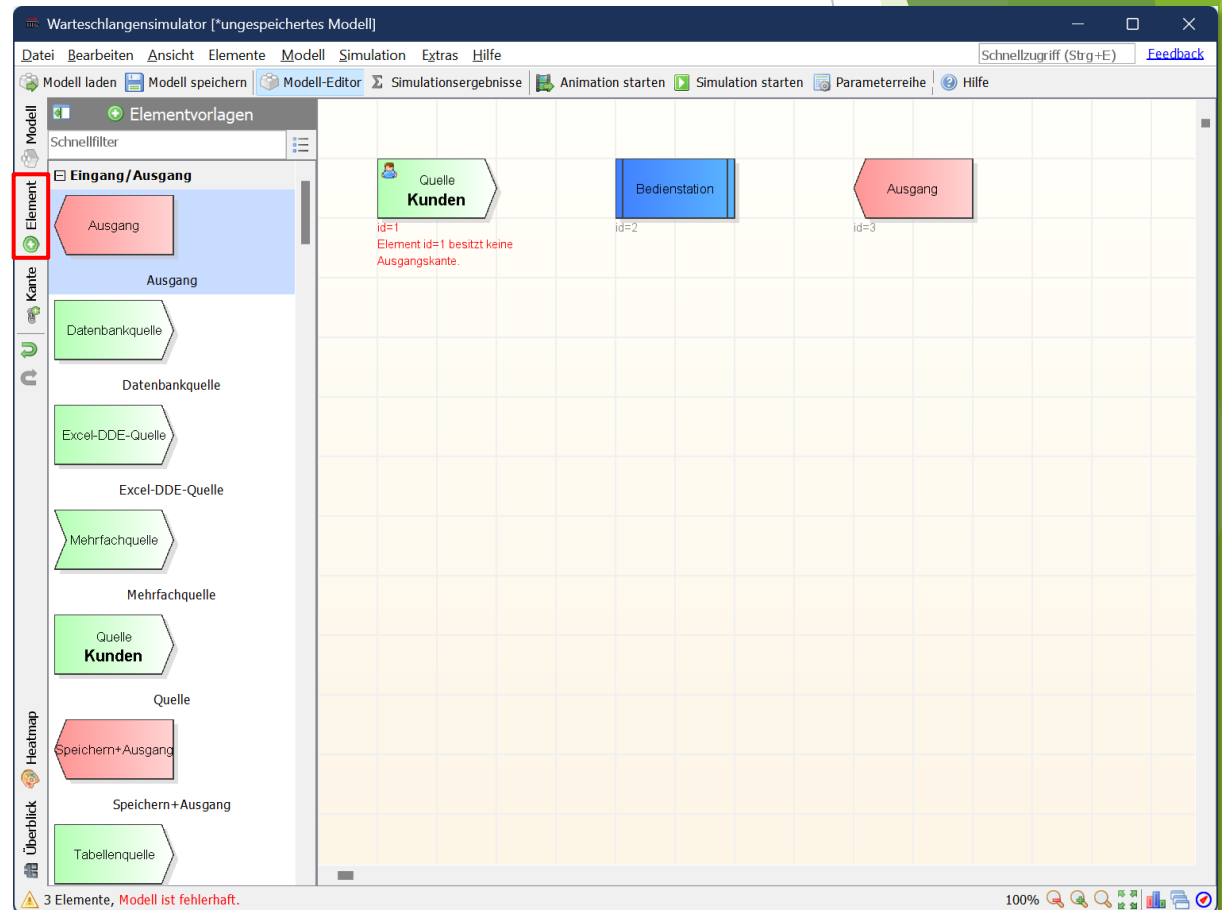 Warteschlangensimulator [*ungespeichertes Modell]
Datei Bearbeiten Ansicht Elemente Modell Simulation Extras Hilfe
Schnellzugriff (Strg+E) Feedback
Modell laden Modell speichern Modell-Editor Σ Simulationsergebnisse Animation starten Simulation starten Parameterreihe Hilfe
Modell
Element
Kante
Heatmap
Überblick
Elementvorlagen
Schnellfilter
Eingang/Ausgang
Ausgang
Ausgang
Datenbankquelle
Datenbankquelle
Excel-DDE-Quelle
Excel-DDE-Quelle
Mehrfachquelle
Mehrfachquelle
Quelle
Kunden
Quelle
Speichern+Ausgang
Speichern+Ausgang
Tabellenquelle
Quelle
Kunden
id=1
Element id=1 besitzt keine
Ausgangskante.
Bedienstation
id=2
Ausgang
id=3
3 Elemente, Modell ist fehlerhaft.
100%